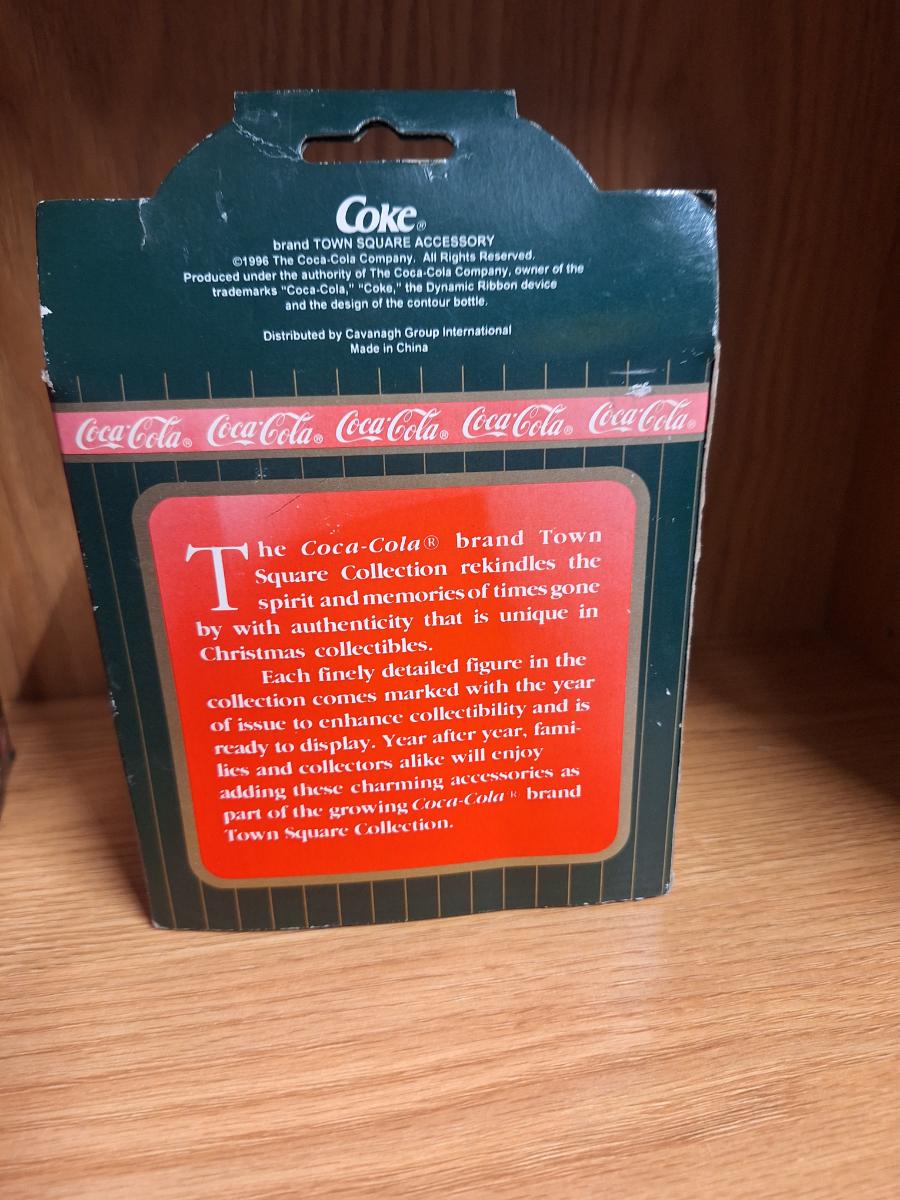 Coke®
brand TOWN SQUARE ACCESSORY
©1996 The Coca-Cola Company. All Rights Reserved.
Produced under the authority of The Coca-Cola Company, owner of the
trademarks "Coca-Cola," "Coke," the Dynamic Ribbon device
and the design of the contour bottle.
Distributed by Cavanagh Group International
Made in China
Coca-Cola® Coca-Cola® Coca-Cola® Coca-Cola® Coca-Cola®
The Coca-Cola® brand Town
Square Collection rekindles the
spirit and memories of times gone
by with authenticity that is unique in
Christmas collectibles.
Each finely detailed figure in the
collection comes marked with the year
of issue to enhance collectibility and is
ready to display. Year after year, fami-
lies and collectors alike will enjoy
adding these charming accessories as
part of the growing Coca-Cola® brand
Town Square Collection.